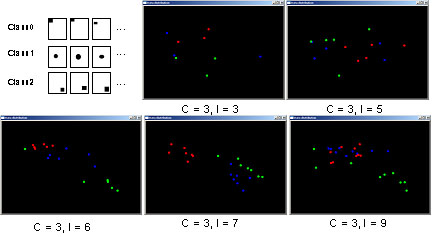 Class 0
...
Class 1
...
Class 2
...
C = 3, I = 3
C = 3, I = 5
C = 3, I = 6
C = 3, I = 7
C = 3, I = 9